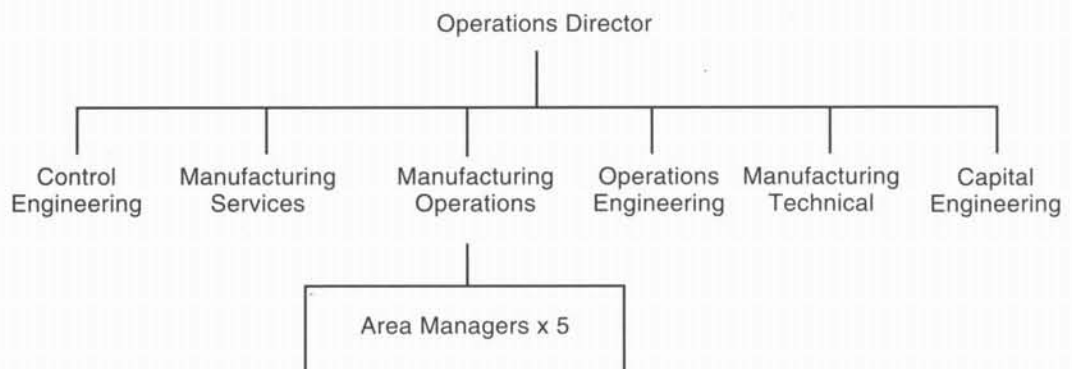 Operations Director
Control
Engineering
Manufacturing
Services
Manufacturing
Operations
Operations
Engineering
Manufacturing
Technical
Capital
Engineering
Area Managers x 5